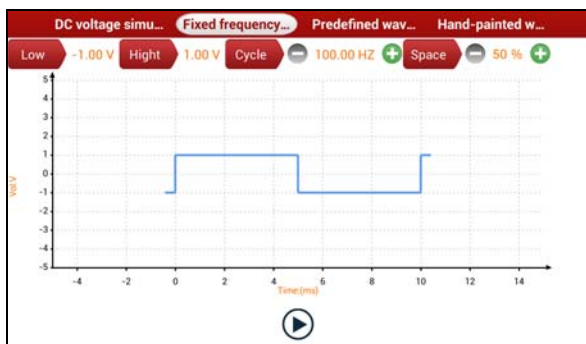 DC voltage simu... Fixed frequency... Predefined wav... Hand-painted w...
Low -1.00 V Hight 1.00 V Cycle 100.00 HZ Space 50 %
5
4
3
2
1
0
-1
-2
-3
-4
-5
Vol:V
-4 -2 0 2 4 6 8 10 12 14
Time:(ms)